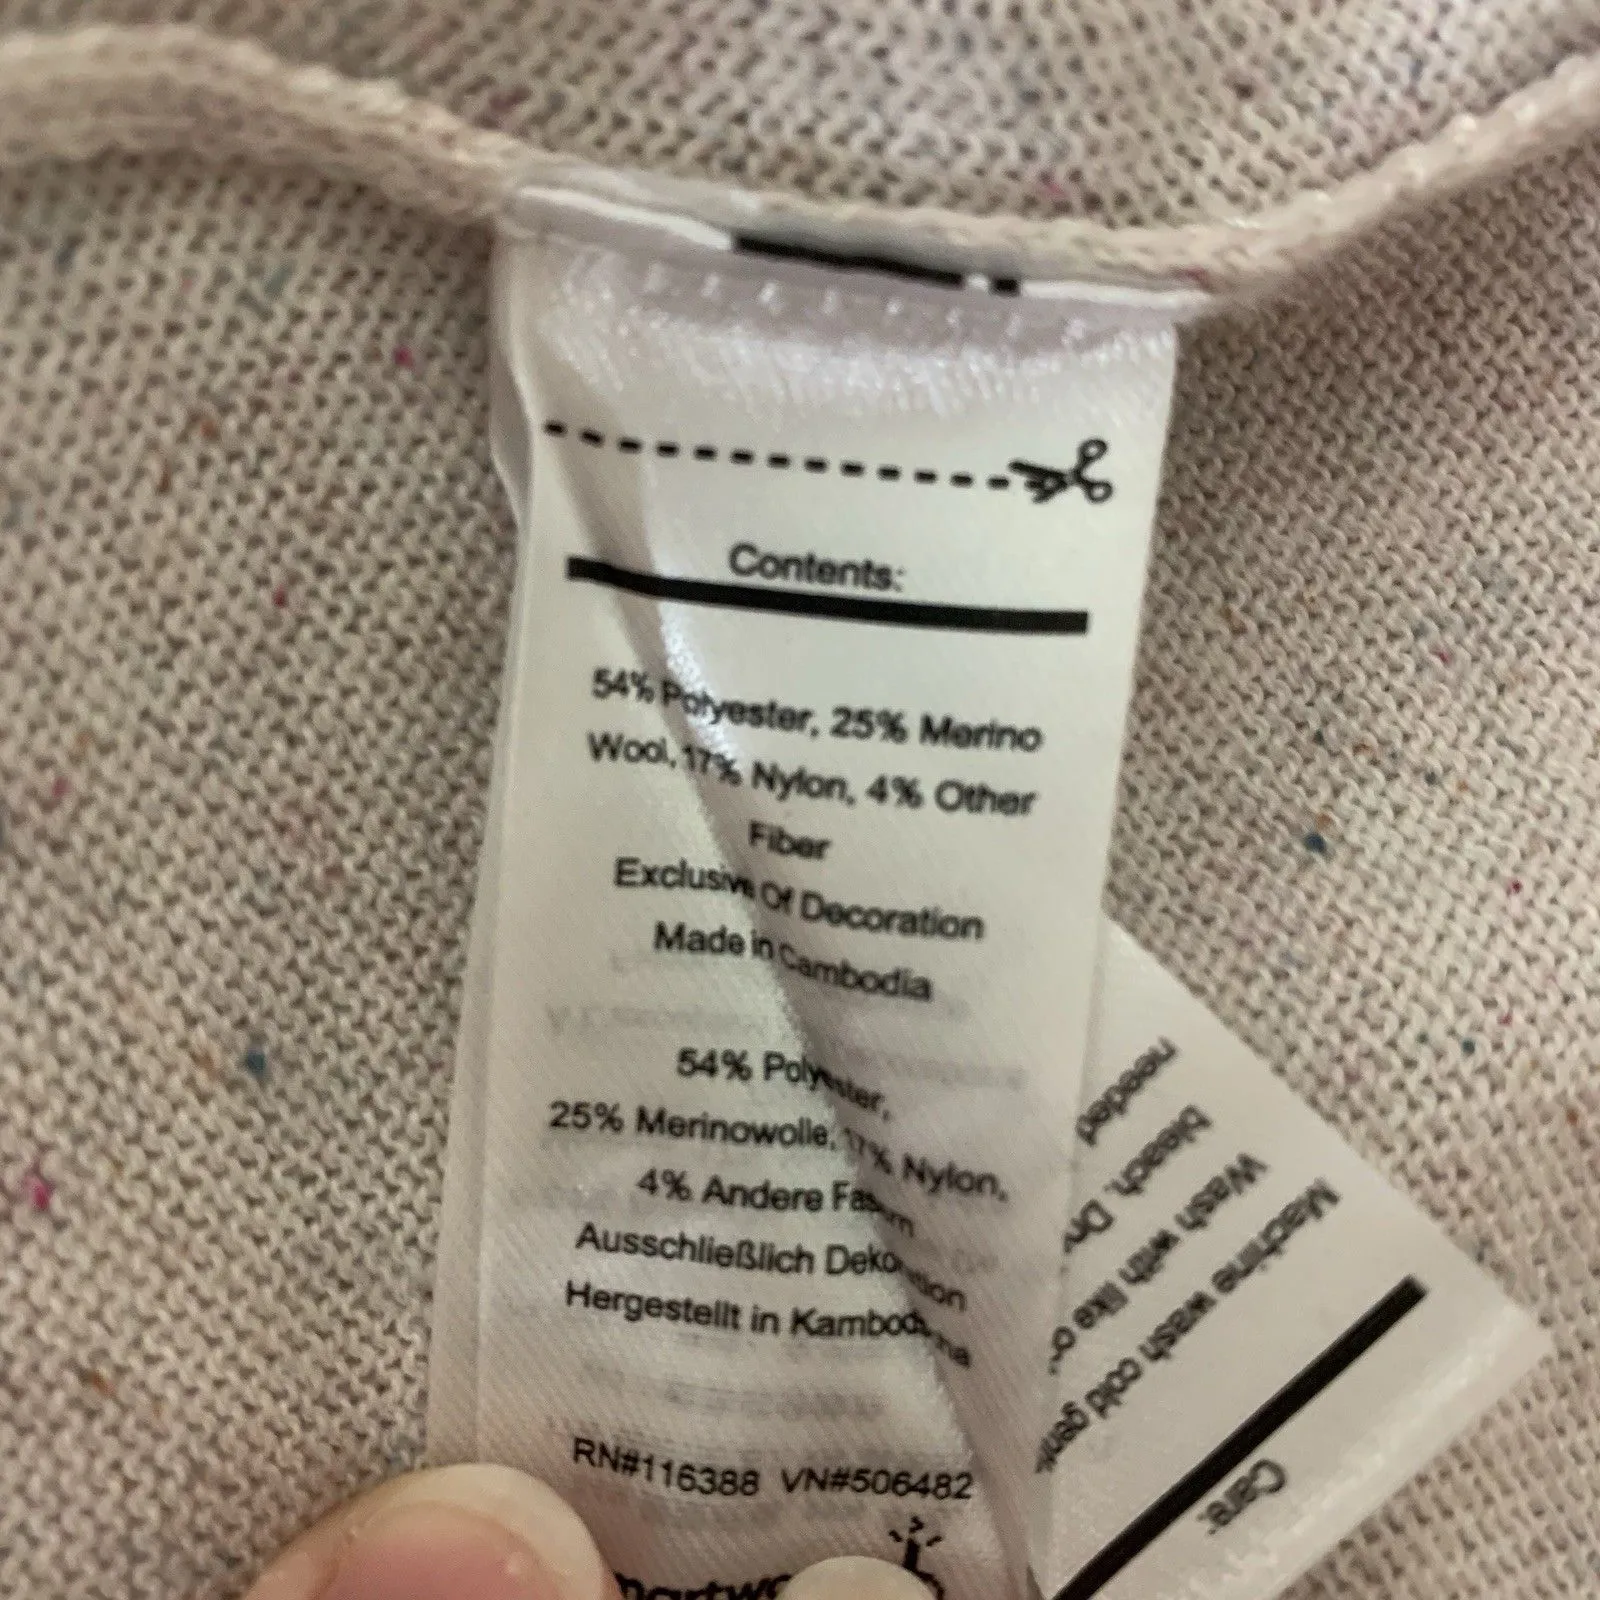 Contents:
54% Polyester, 25% Merino
Wool, 17% Nylon, 4% Other
Fiber
Exclusive Of Decoration
Made in Cambodia
54% Polyester,
25% Merinowolle, 17% Nylon,
4% Andere Fasern
Ausschließlich Dekoration
Hergestellt in Kambodscha
RN#116388 VN#506482
Care:
Machine wash cold
Wash with like
bleach. Dry
needed